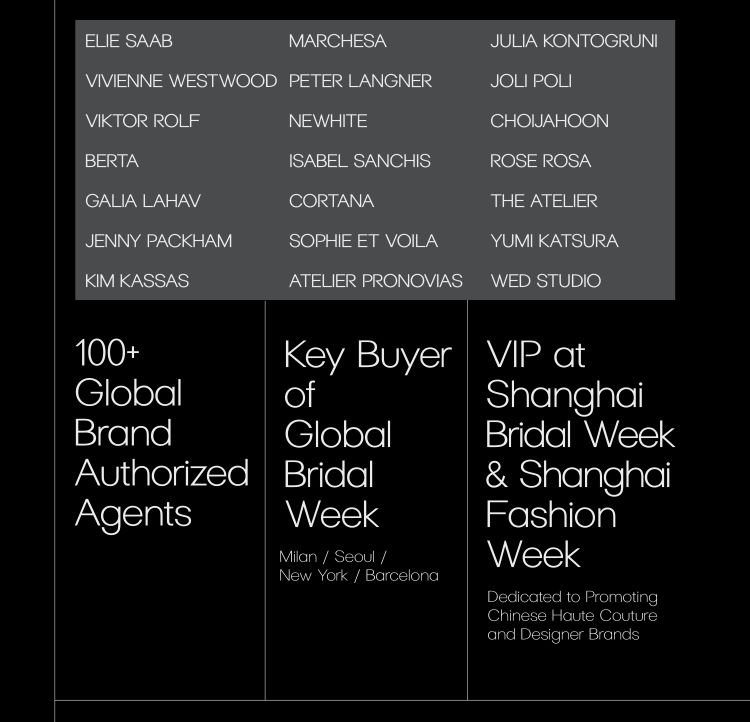 ELIE SAAB
VIVIENNE WESTWOOD
VIKTOR ROLF
BERTA
GALIA LAHAV
JENNY PACKHAM
KIM KASSAS
MARCHESA
PETER LANGNER
NEWHITE
ISABEL SANCHIS
CORTANA
SOPHIE ET VOILA
ATELIER PRONOVIAS
JULIA KONTOGRUNI
JOLI POLI
CHOIJAHOON
ROSE ROSA
THE ATELIER
YUMI KATSURA
WED STUDIO
100+
Global
Brand
Authorized
Agents
Key Buyer
of
Global
Bridal
Week
Milan / Seoul /
New York / Barcelona
VIP at
Shanghai
Bridal Week
& Shanghai
Fashion
Week
Dedicated to Promoting
Chinese Haute Couture
and Designer Brands